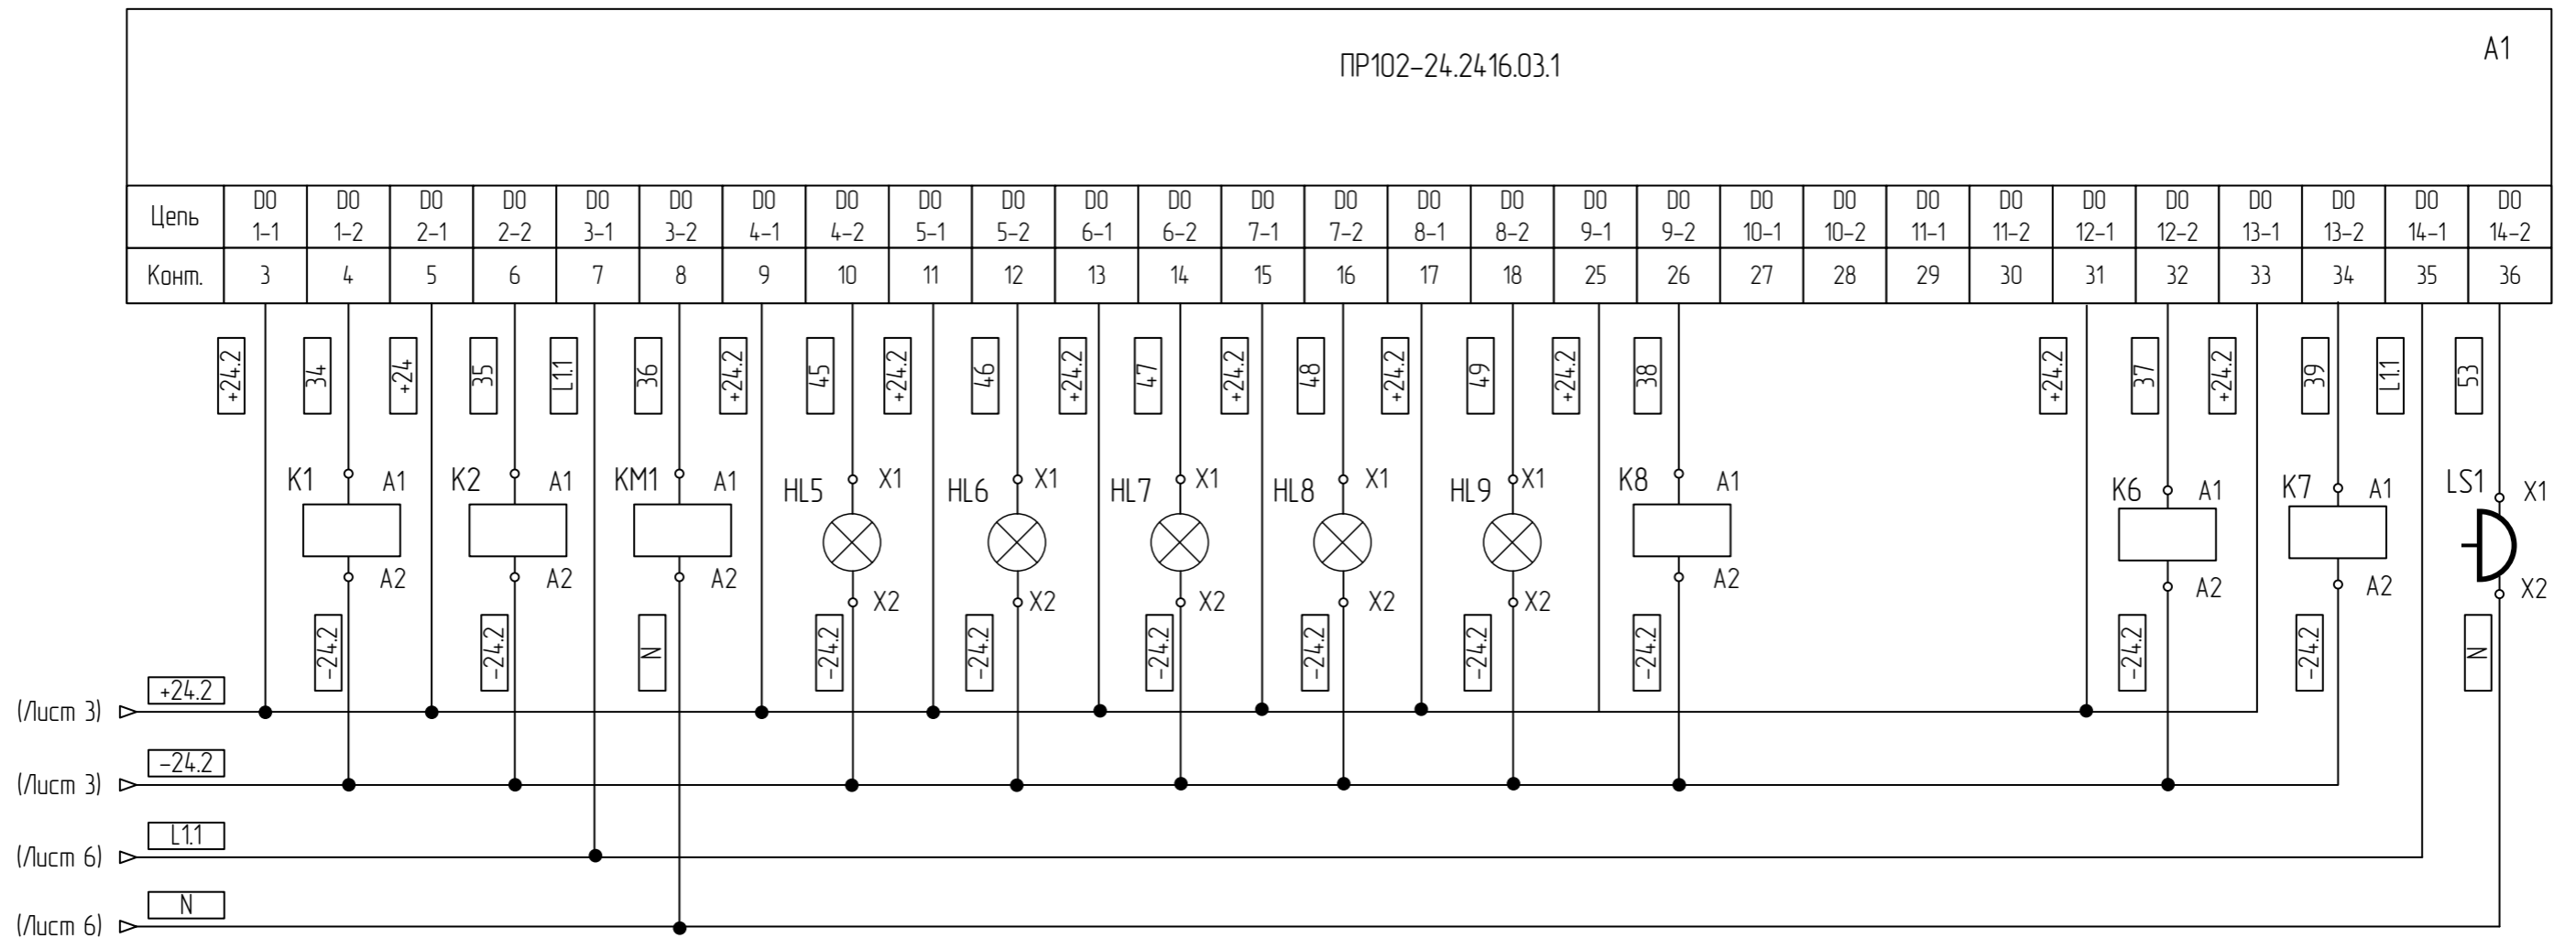 ПР102-24.2416.03.1 A1
Цепь DO 1-1 DO 1-2 DO 2-1 DO 2-2 DO 3-1 DO 3-2 DO 4-1 DO 4-2 DO 5-1 DO 5-2 DO 6-1 DO 6-2 DO 7-1 DO 7-2 DO 8-1 DO 8-2 DO 9-1 DO 9-2 DO 10-1 DO 10-2 DO 11-1 DO 11-2 DO 12-1 DO 12-2 DO 13-1 DO 13-2 DO 14-1 DO 14-2
Конт. 3 4 5 6 7 8 9 10 11 12 13 14 15 16 17 18 25 26 27 28 29 30 31 32 33 34 35 36
+24.2 34 +24 35 L1.1 36 +24.2 45 +24.2 46 +24.2 47 +24.2 48 +24.2 49 +24.2 38 +24.2 37 +24.2 39 L1.1 53
K1 A1 K2 A1 KM1 A1 HL5 X1 HL6 X1 HL7 X1 HL8 X1 HL9 X1 K8 A1 K6 A1 K7 A1 LS1 X1
A2 A2 A2 X2 X2 X2 X2 X2 A2 A2 A2 X2
-24.2 -24.2 N -24.2 -24.2 -24.2 -24.2 -24.2 -24.2 -24.2 -24.2 N
(Лист 3) +24.2
(Лист 3) -24.2
(Лист 6) L1.1
(Лист 6) N